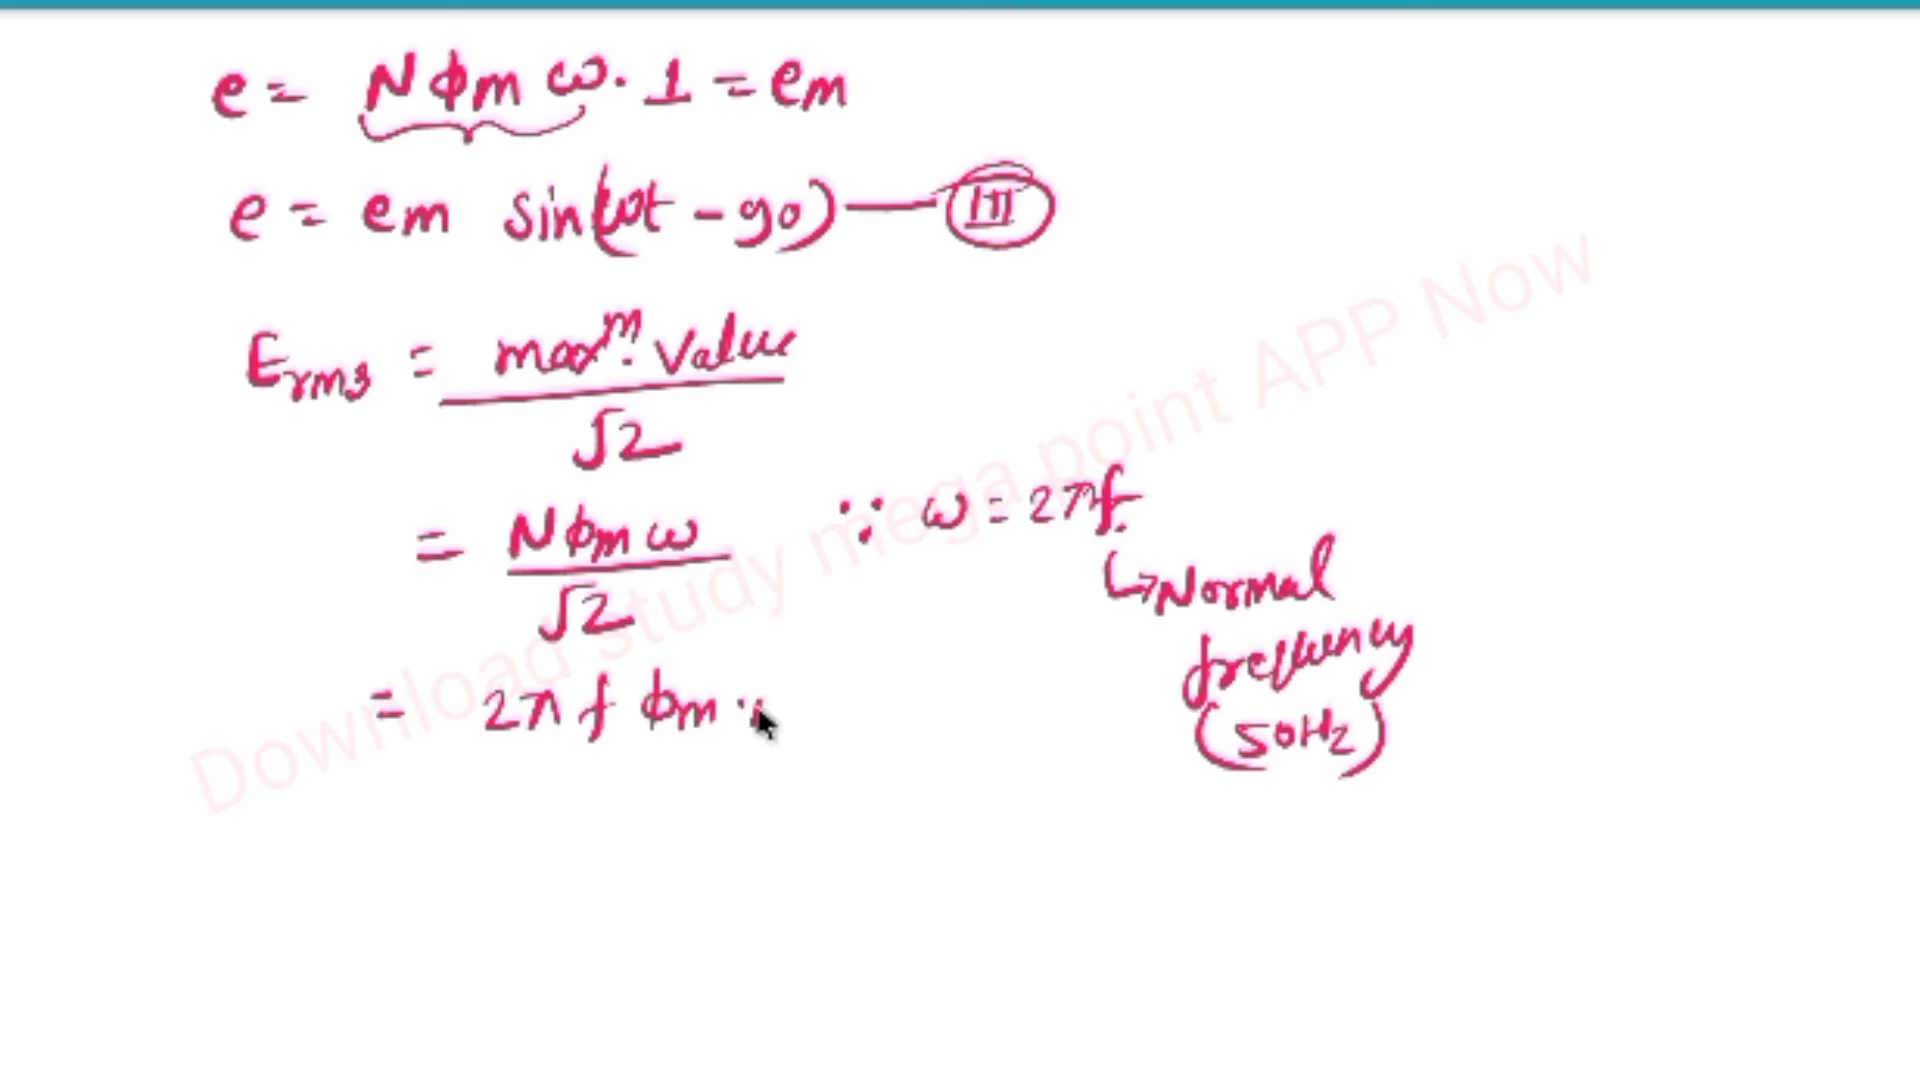 e = Nϕm ω. 1 = em
e = em sin(ωt - 90) — III
Erms = maxᵐ. Value
√2
= Nϕm ω ∵ ω = 2πf
√2
↳ Normal
frequency
(50Hz)
= 2π f ϕm
Download study mega point APP Now